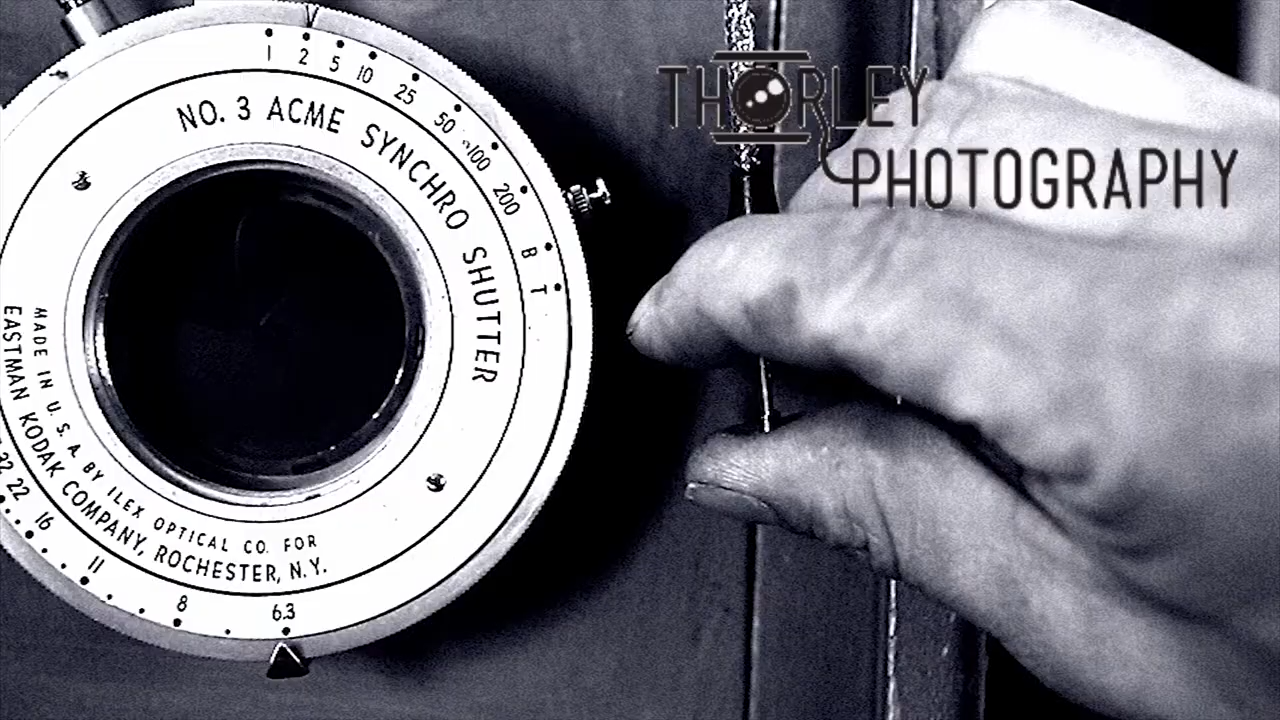 THORLEY
PHOTOGRAPHY
1 2 5 10 25 50 100 200 B T
NO. 3 ACME SYNCHRO SHUTTER
MADE IN U. S. A. BY ILEX OPTICAL CO. FOR
EASTMAN KODAK COMPANY, ROCHESTER, N.Y.
32 22 16 11 8 6.3